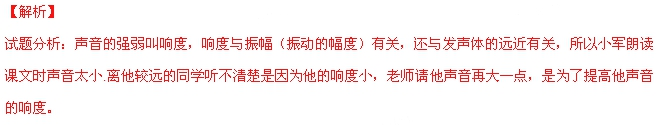 【解析】
试题分析：声音的强弱叫响度，响度与振幅（振动的幅度）有关，还与发声体的远近有关，所以小军朗读
课文时声音太小.离他较远的同学听不清楚是因为他的响度小，老师请他声音再大一点，是为了提高他声音
的响度。